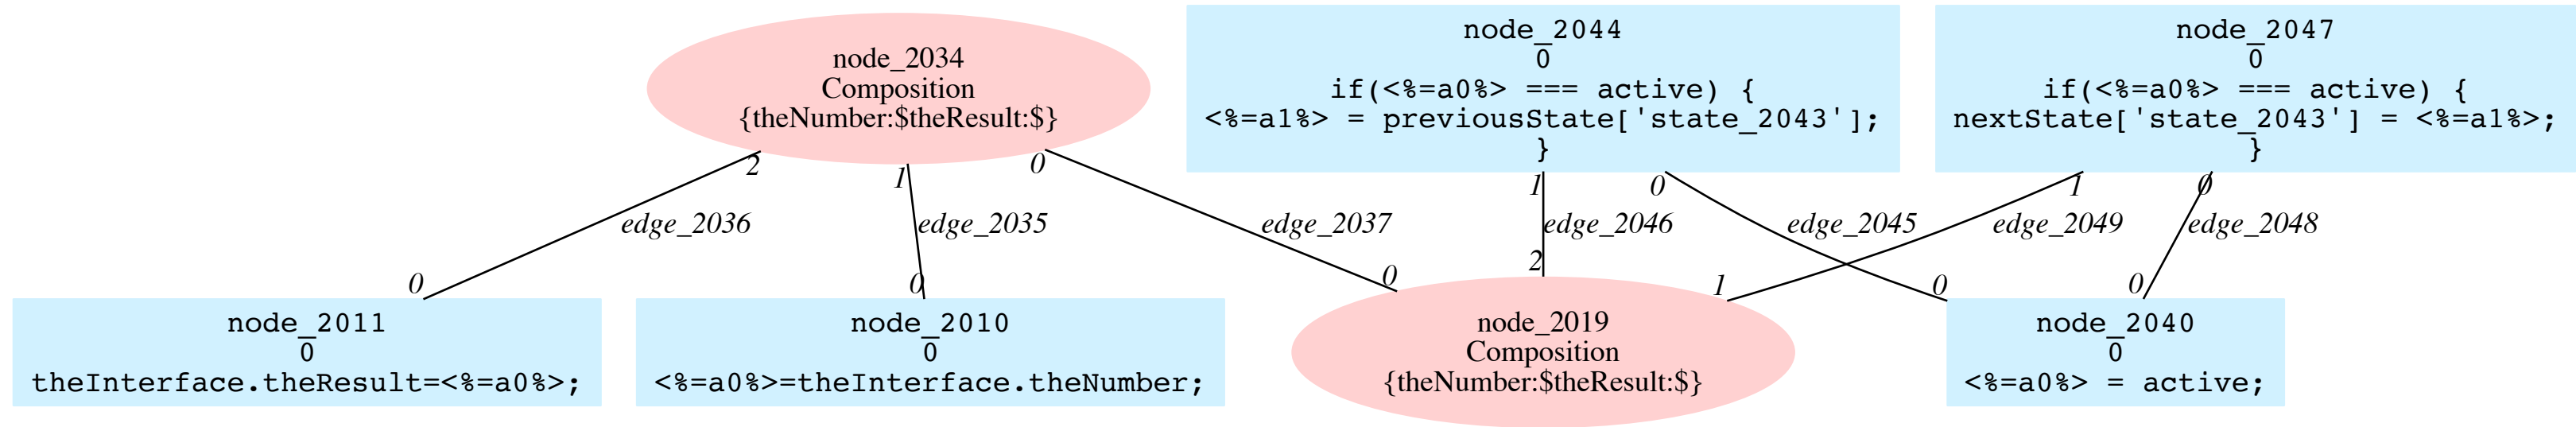 node_2034
Composition
{theNumber:$theResult:$}
node_2044
0
if(<%=a0%> === active) {
<%=a1%> = previousState['state_2043'];
}
node_2047
0
if(<%=a0%> === active) {
nextState['state_2043'] = <%=a1%>;
}
2
1
0
1
0
1
0
edge_2036
edge_2035
edge_2037
edge_2046
edge_2045
edge_2049
edge_2048
0
0
0
2
1
0
0
node_2011
0
theInterface.theResult=<%=a0%>;
node_2010
0
<%=a0%>=theInterface.theNumber;
node_2019
Composition
{theNumber:$theResult:$}
node_2040
0
<%=a0%> = active;